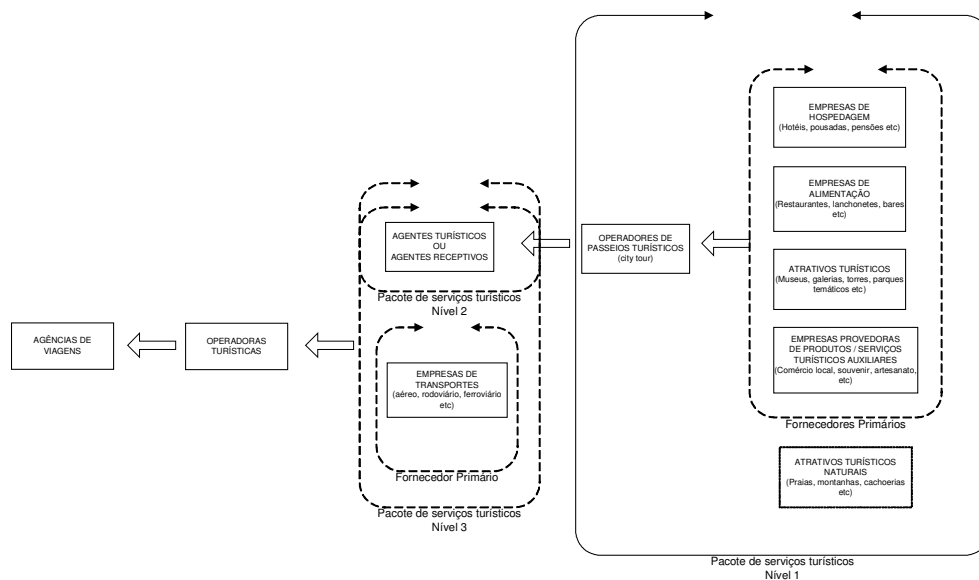 EMPRESAS DE
HOSPEDAGEM
(Hotéis, pousadas, pensões etc)
EMPRESAS DE
ALIMENTAÇÃO
(Restaurantes, lanchonetes, bares
etc)
AGENTES TURÍSTICOS
OU
AGENTES RECEPTIVOS
OPERADORES DE
PASSEIOS TURÍSTICOS
(city tour)
ATRATIVOS TURÍSTICOS
(Museus, galerias, torres, parques
temáticos etc)
Pacote de serviços turísticos
Nível 2
AGÊNCIAS DE
VIAGENS
OPERADORAS
TURÍSTICAS
EMPRESAS PROVEDORAS
DE PRODUTOS / SERVIÇOS
TURÍSTICOS AUXILIARES
(Comércio local, souvenir, artesanato,
etc)
EMPRESAS DE
TRANSPORTES
(aéreo, rodoviário, ferroviário
etc)
Fornecedores Primários
Fornecedor Primário
ATRATIVOS TURÍSTICOS
NATURAIS
(Praias, montanhas, cachoerias
etc)
Pacote de serviços turísticos
Nível 3
Pacote de serviços turísticos
Nível 1